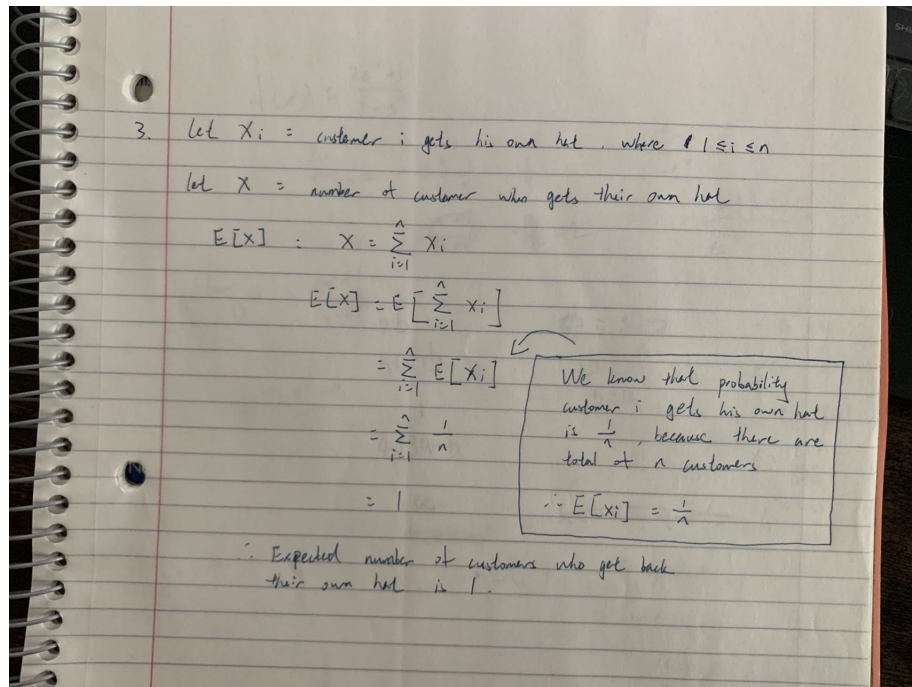 3. let Xi = customer i gets his own hat, where 1 ≤ i ≤ n
let X = number of customer who gets their own hat
E[X] : X = Σ_{i=1}^{n} Xi
E[X] = E[Σ_{i=1}^{n} Xi]
= Σ_{i=1}^{n} E[Xi]
= Σ_{i=1}^{n} 1/n
= 1
We know that probability
customer i gets his own hat
is 1/n, because there are
total of n customers
∴ E[Xi] = 1/n
∴ Expected number of customers who get back
their own hat is 1.